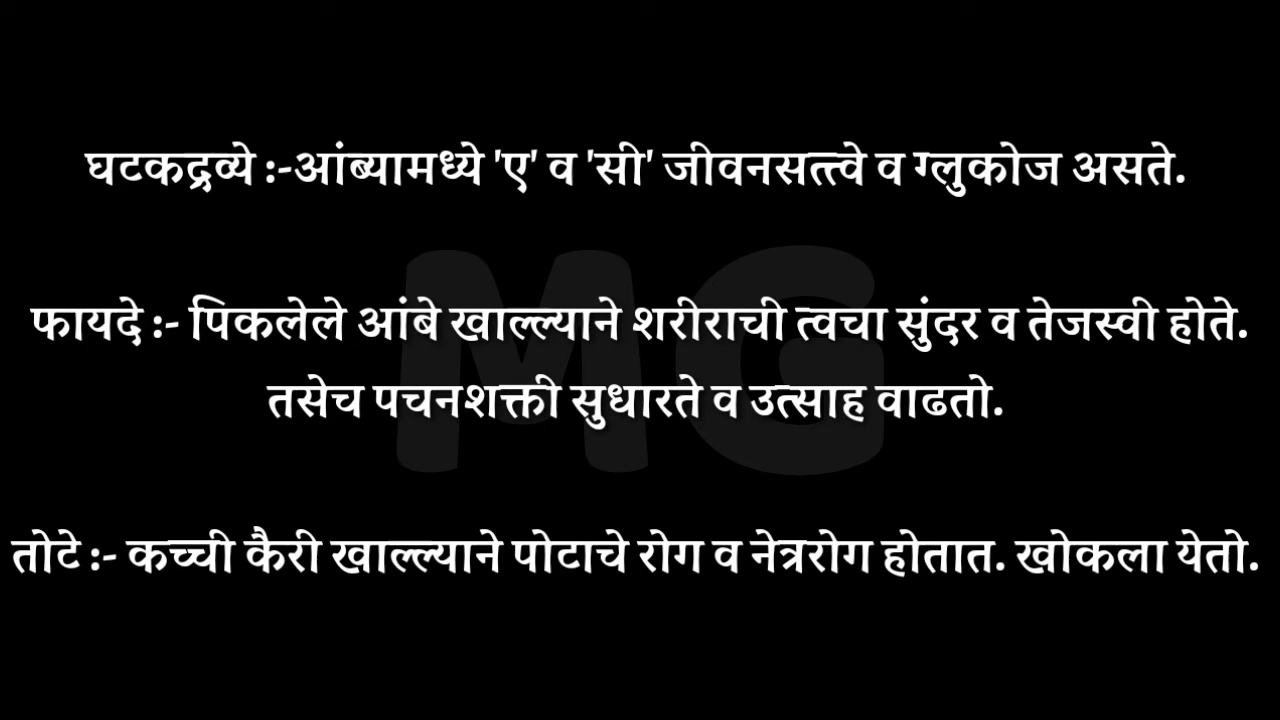 घटकद्रव्ये :-आंब्यामध्ये 'ए' व 'सी' जीवनसत्त्वे व ग्लुकोज असते.
फायदे :- पिकलेले आंबे खाल्ल्याने शरीराची त्वचा सुंदर व तेजस्वी होते.
तसेच पचनशक्ती सुधारते व उत्साह वाढतो.
तोटे :- कच्ची कैरी खाल्ल्याने पोटाचे रोग व नेत्ररोग होतात. खोकला येतो.
MG